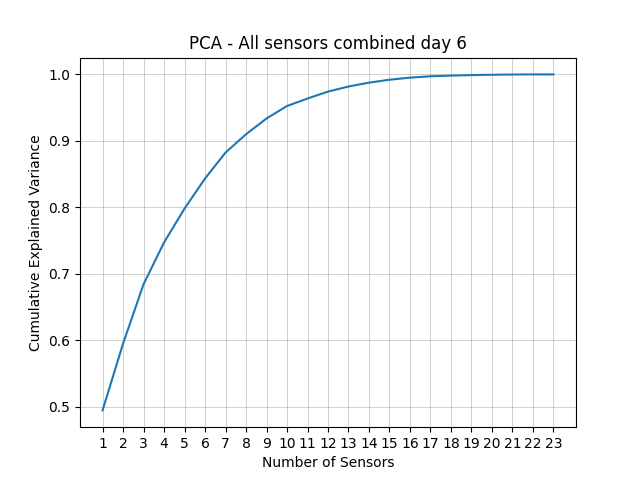 PCA - All sensors combined day 6
1.0
0.9
0.8
0.7
0.6
0.5
Cumulative Explained Variance
1 2 3 4 5 6 7 8 9 10 11 12 13 14 15 16 17 18 19 20 21 22 23
Number of Sensors